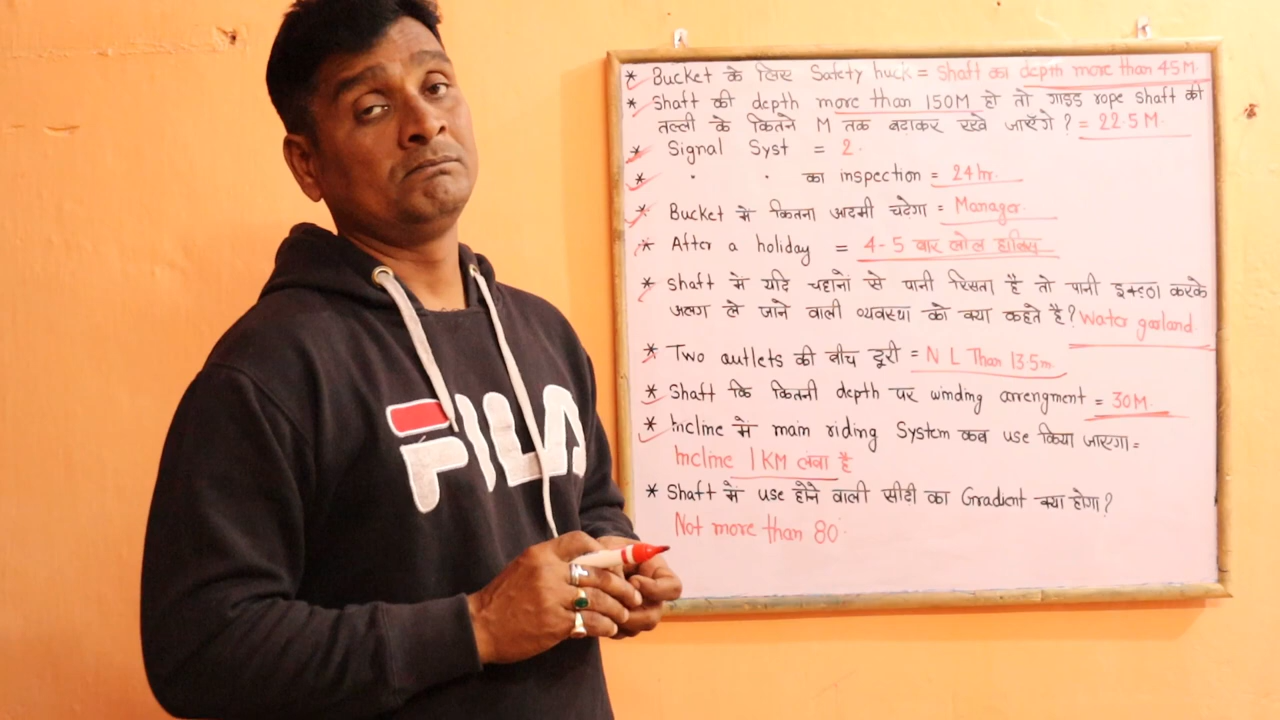 FILA
* Bucket के लिए Safety huck = Shaft का depth more than 45M.
* Shaft की depth more than 150M हो तो गाइड rope shaft की
तल्ली के कितने M तक बढाकर रखे जाएँगे ? = 22.5 M.
* Signal Syst = 2.
* " " का inspection = 24 hr.
* Bucket में कितना आदमी चढेगा = Manager.
* After a holiday = 4-5 बार लोल हालिस
* Shaft में यदि चट्टानों से पानी रिसता है तो पानी इकट्ठा करके
अलग ले जाने वाली व्यवस्था को क्या कहते है ? Water garland
* Two outlets की बीच दूरी = N L Than 13.5m.
* Shaft कि कितनी depth पर winding arrengment = 30M.
* Incline में main riding System कब use किया जाएगा =
Incline 1KM लंबा है
* Shaft में use होने वाली सीढी का Gradient क्या होगा ?
Not more than 80°